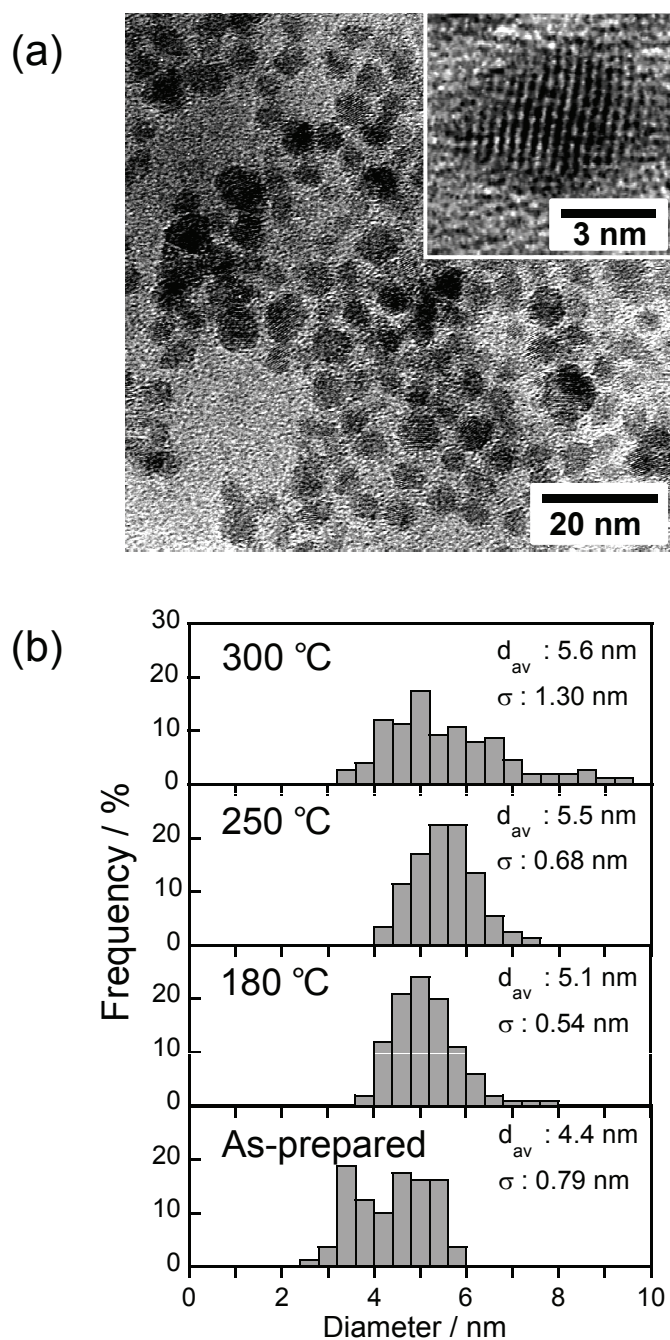 (a)
3 nm
20 nm
(b)
Frequency / %
30
20
10
0
300 °C
d_av : 5.6 nm
σ : 1.30 nm
20
10
0
250 °C
d_av : 5.5 nm
σ : 0.68 nm
20
10
0
180 °C
d_av : 5.1 nm
σ : 0.54 nm
20
10
0
As-prepared
d_av : 4.4 nm
σ : 0.79 nm
0 2 4 6 8 10
Diameter / nm